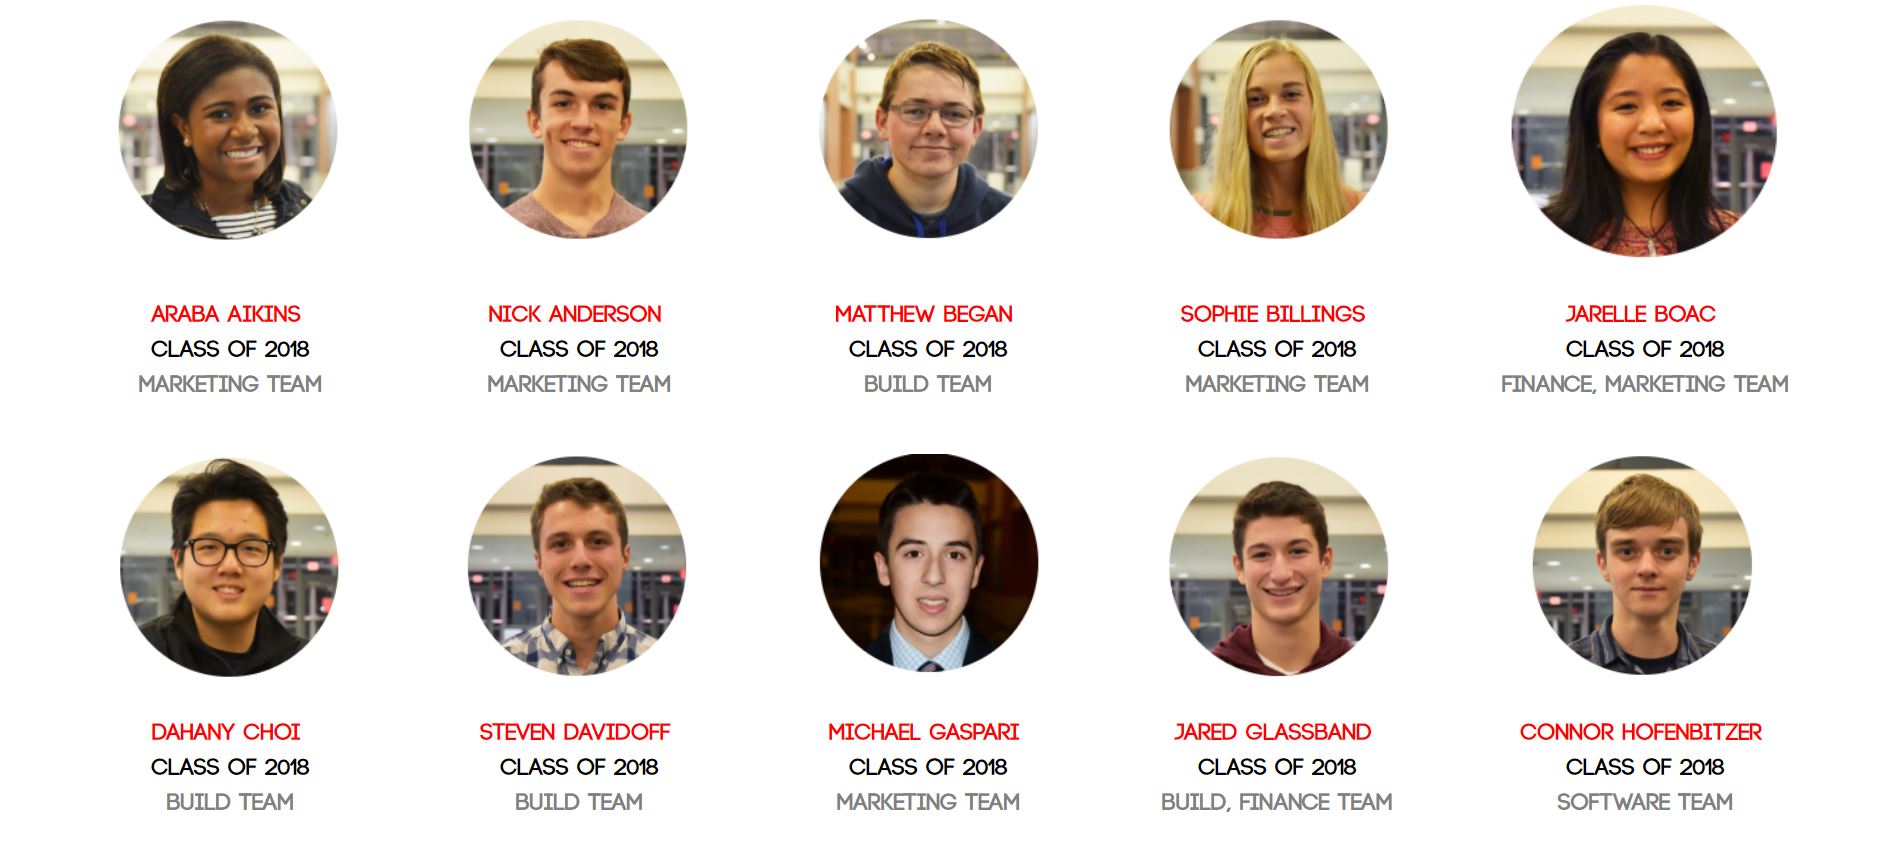 ARABA AIKINS
CLASS OF 2018
MARKETING TEAM
NICK ANDERSON
CLASS OF 2018
MARKETING TEAM
MATTHEW BEGAN
CLASS OF 2018
BUILD TEAM
SOPHIE BILLINGS
CLASS OF 2018
MARKETING TEAM
JARELLE BOAC
CLASS OF 2018
FINANCE, MARKETING TEAM
DAHANY CHOI
CLASS OF 2018
BUILD TEAM
STEVEN DAVIDOFF
CLASS OF 2018
BUILD TEAM
MICHAEL GASPARI
CLASS OF 2018
MARKETING TEAM
JARED GLASSBAND
CLASS OF 2018
BUILD, FINANCE TEAM
CONNOR HOFENBITZER
CLASS OF 2018
SOFTWARE TEAM